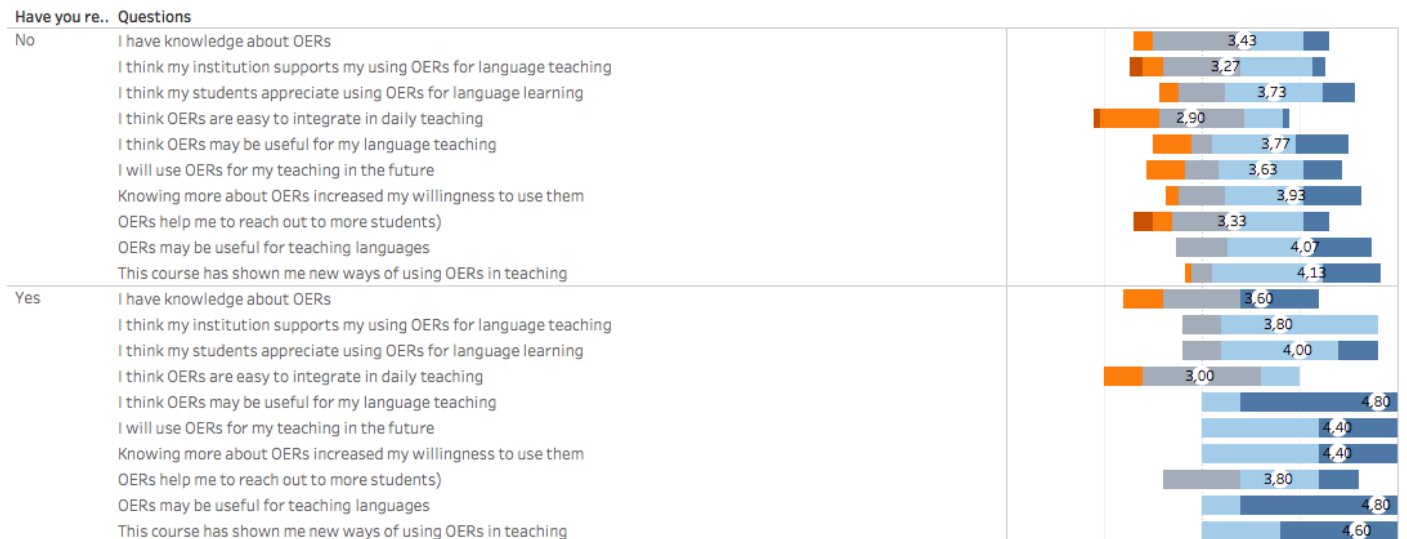 Have you re.. Questions
No I have knowledge about OERs 3,43
I think my institution supports my using OERs for language teaching 3,27
I think my students appreciate using OERs for language learning 3,73
I think OERs are easy to integrate in daily teaching 2,90
I think OERs may be useful for my language teaching 3,77
I will use OERs for my teaching in the future 3,63
Knowing more about OERs increased my willingness to use them 3,93
OERs help me to reach out to more students) 3,33
OERs may be useful for teaching languages 4,07
This course has shown me new ways of using OERs in teaching 4,13
Yes I have knowledge about OERs 3,60
I think my institution supports my using OERs for language teaching 3,80
I think my students appreciate using OERs for language learning 4,00
I think OERs are easy to integrate in daily teaching 3,00
I think OERs may be useful for my language teaching 4,80
I will use OERs for my teaching in the future 4,40
Knowing more about OERs increased my willingness to use them 4,40
OERs help me to reach out to more students) 3,80
OERs may be useful for teaching languages 4,80
This course has shown me new ways of using OERs in teaching 4,60